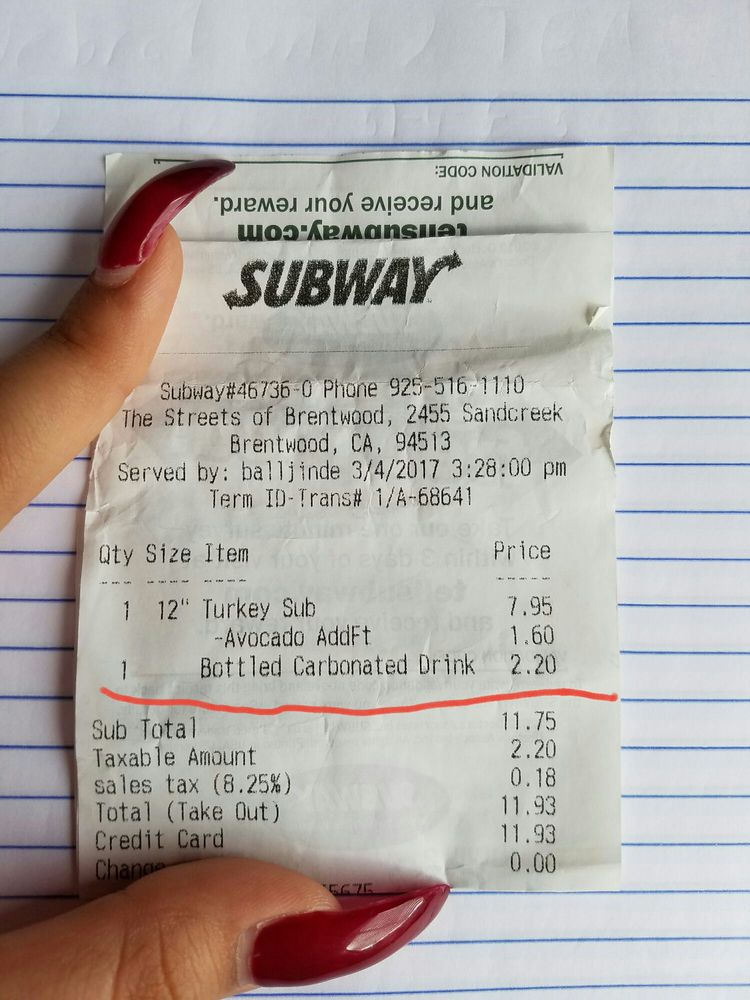 VALIDATION CODE:
and receive your reward.
tellsubway.com
SUBWAY
Subway#46736-0 Phone 925-516-1110
The Streets of Brentwood, 2455 Sandcreek
Brentwood, CA, 94513
Served by: balljinde 3/4/2017 3:28:00 pm
Term ID-Trans# 1/A-68641
Qty Size Item Price
--- ---- ---- -----
1 12" Turkey Sub 7.95
-Avocado AddFt 1.60
1 Bottled Carbonated Drink 2.20
Sub Total 11.75
Taxable Amount 2.20
sales tax (8.25%) 0.18
Total (Take Out) 11.93
Credit Card 11.93
Change 0.00